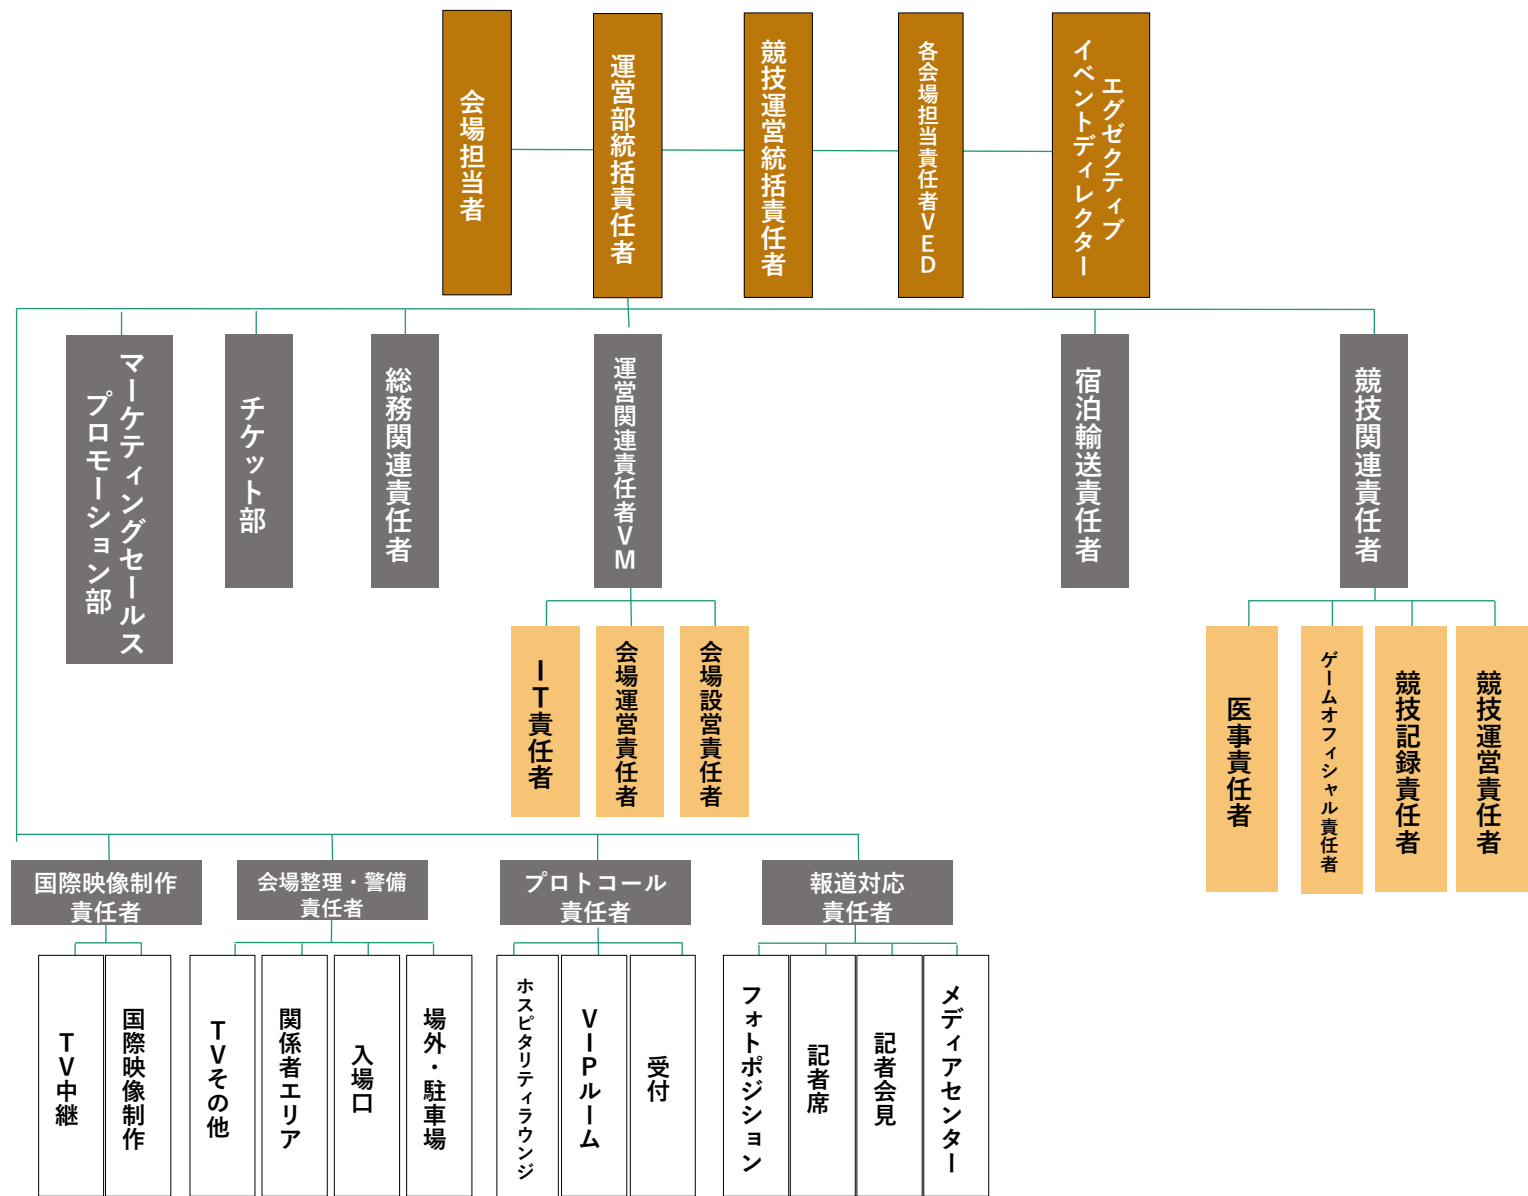 会場担当者
運営部統括責任者
競技運営統括責任者
各会場担当責任者VED
エグゼクティブ
イベントディレクター
マーケティングセールス
プロモーション部
チケット部
総務関連責任者
運営関連責任者VM
宿泊輸送責任者
競技関連責任者
IT責任者
会場運営責任者
会場設営責任者
医事責任者
ゲームオフィシャル責任者
競技記録責任者
競技運営責任者
国際映像制作
責任者
会場整理・警備
責任者
プロトコール
責任者
報道対応
責任者
TV中継
国際映像制作
TVその他
関係者エリア
入場口
場外・駐車場
ホスピタリティラウンジ
VIPルーム
受付
フォトポジション
記者席
記者会見
メディアセンター